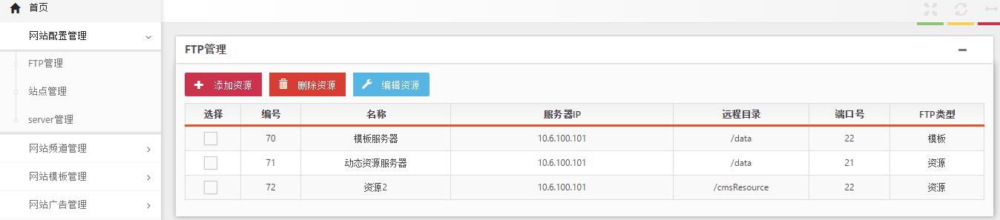 首页
网站配置管理
FTP管理
站点管理
server管理
网站频道管理
网站模板管理
网站广告管理
FTP管理
添加资源 删除资源 编辑资源
选择 编号 名称 服务器IP 远程目录 端口号 FTP类型
70 模板服务器 10.6.100.101 /data 22 模板
71 动态资源服务器 10.6.100.101 /data 21 资源
72 资源2 10.6.100.101 /cmsResource 22 资源